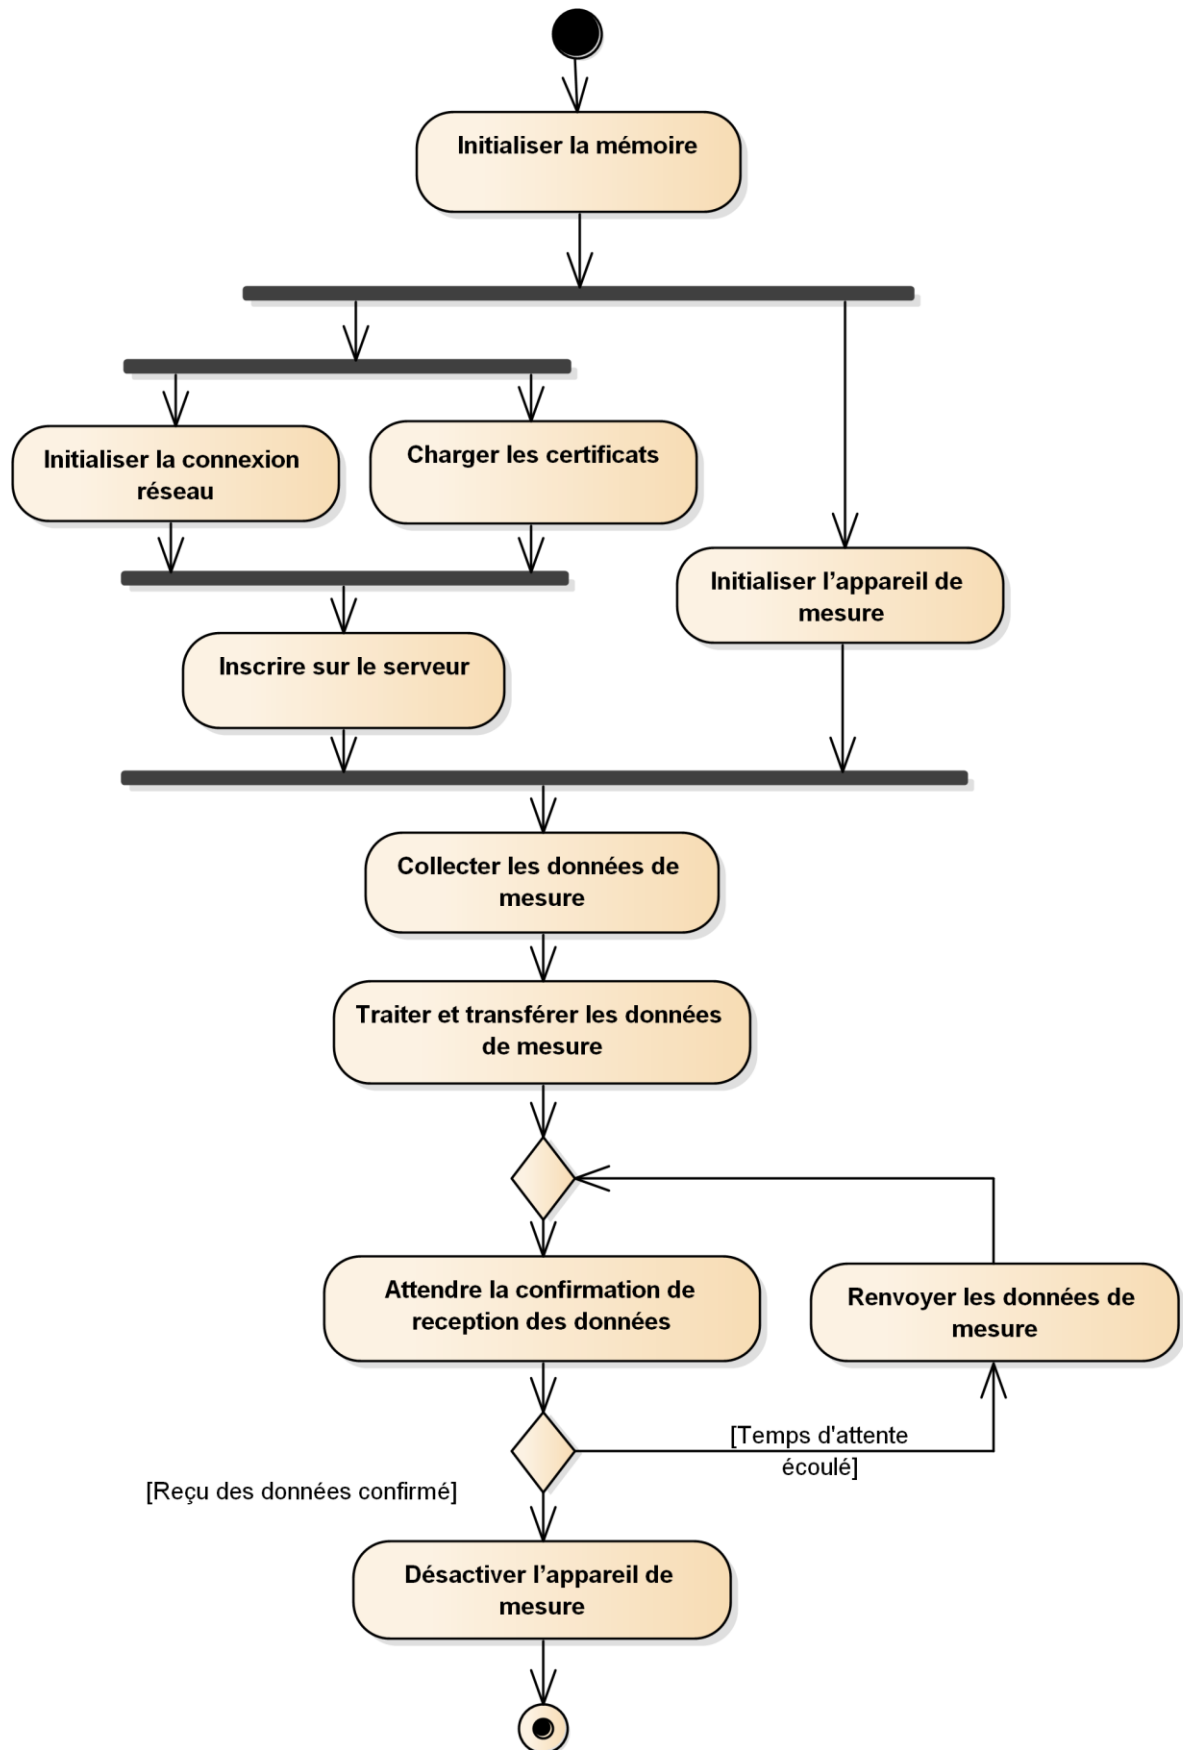 Initialiser la mémoire
Initialiser la connexion
réseau
Charger les certificats
Initialiser l’appareil de
mesure
Inscrire sur le serveur
Collecter les données de
mesure
Traiter et transférer les données
de mesure
Attendre la confirmation de
reception des données
Renvoyer les données de
mesure
[Temps d'attente
écoulé]
[Reçu des données confirmé]
Désactiver l’appareil de
mesure